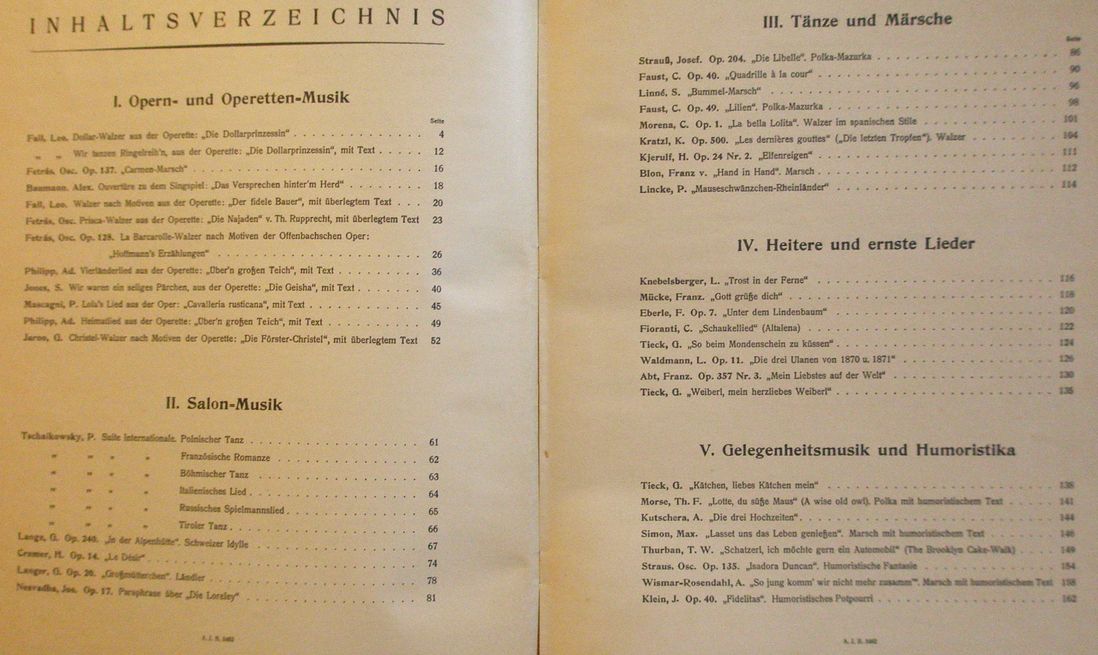 INHALTSVERZEICHNIS
I. Opern- und Operetten-Musik
Seite
Fall, Leo. Dollar-Walzer aus der Operette: „Die Dollarprinzessin“ . . . . . . . . . . 4
„ „ Wir tanzen Ringelreih'n, aus der Operette: „Die Dollarprinzessin“, mit Text . . . . . 12
Fetrás, Osc. Op. 137. „Carmen-Marsch“ . . . . . . . . . . 16
Baumann, Alex. Ouvertüre zu dem Singspiel: „Das Versprechen hinter'm Herd“ . . . . . 18
Fall, Leo. Walzer nach Motiven aus der Operette: „Der fidele Bauer“, mit überlegtem Text . . . 20
Fetrás, Osc. Prisca-Walzer aus der Operette: „Die Najaden“ v. Th. Rupprecht, mit überlegtem Text 23
Fetrás, Osc. Op. 128. La Barcarolle-Walzer nach Motiven der Offenbachschen Oper:
„Hoffmann's Erzählungen“ . . . . . . . . . . 26
Philipp, Ad. Vierländerlied aus der Operette: „Über'n großen Teich“, mit Text . . . . . . . . 36
Jones, S. Wir waren ein seliges Pärchen, aus der Operette: „Die Geisha“, mit Text . . . . . . 40
Mascagni, P. Lola's Lied aus der Oper: „Cavalleria rusticana“, mit Text . . . . . . . . . . 45
Philipp, Ad. Heimatlied aus der Operette: „Über'n großen Teich“, mit Text . . . . . . . . . 49
Jarno, G. Christel-Walzer nach Motiven der Operette: „Die Förster-Christel“, mit überlegtem Text 52
II. Salon-Musik
Tschaikowsky, P. Suite Internationale. Polnischer Tanz . . . . . . . . . . 61
„ „ „ „ Französische Romanze . . . . . . . . . . 62
„ „ „ „ Böhmischer Tanz . . . . . . . . . . 63
„ „ „ „ Italienisches Lied . . . . . . . . . . 64
„ „ „ „ Russisches Spielmannslied . . . . . . . . . . 65
„ „ „ „ Tiroler Tanz . . . . . . . . . . 66
Lange, G. Op. 240. „In der Alpenhütte“. Schweizer Idylle . . . . . . . . . . 67
Cramer, H. Op. 14. „Le Désir“ . . . . . . . . . . 74
Langer, G. Op. 20. „Großmütterchen“. Ländler . . . . . . . . . . 78
Nesvadba, Jos. Op. 17. Paraphrase über „Die Loreley“ . . . . . . . . . . 81
III. Tänze und Märsche
Seite
Strauß, Josef. Op. 204. „Die Libelle“. Polka-Mazurka . . . . . . . . . . 86
Faust, C. Op. 40. „Quadrille à la cour“ . . . . . . . . . . 90
Linné, S. „Bummel-Marsch“ . . . . . . . . . . 96
Faust, C. Op. 49. „Lilien“. Polka-Mazurka . . . . . . . . . . 98
Morena, C. Op. 1. „La bella Lolita“. Walzer im spanischen Stile . . . . . . . . . . 101
Kratzl, K. Op. 500. „Les dernières gouttes“ („Die letzten Tropfen“). Walzer . . . . . . . 104
Kjerulf, H. Op. 24 Nr. 2. „Elfenreigen“ . . . . . . . . . . 111
Blon, Franz v. „Hand in Hand“. Marsch . . . . . . . . . . 112
Lincke, P. „Mauseschwänzchen-Rheinländer“ . . . . . . . . . . 114
IV. Heitere und ernste Lieder
Knebelsberger, L. „Trost in der Ferne“ . . . . . . . . . . 116
Mücke, Franz. „Gott grüße dich“ . . . . . . . . . . 118
Eberle, F. Op. 7. „Unter dem Lindenbaum“ . . . . . . . . . . 120
Fioranti, C. „Schaukellied“ (Altalena) . . . . . . . . . . 122
Tieck, G. „So beim Mondenschein zu küssen“ . . . . . . . . . . 124
Waldmann, L. Op. 11. „Die drei Ulanen von 1870 u. 1871“ . . . . . . . . . . 126
Abt, Franz. Op. 357 Nr. 3. „Mein Liebstes auf der Welt“ . . . . . . . . . . 130
Tieck, G. „Weiberl, mein herzliebes Weiberl“ . . . . . . . . . . 135
V. Gelegenheitsmusik und Humoristika
Tieck, G. „Kätchen, liebes Kätchen mein“ . . . . . . . . . . 138
Morse, Th. F. „Lotte, du süße Maus“ (A wise old owl). Polka mit humoristischem Text . . . . 141
Kutschera, A. „Die drei Hochzeiten“ . . . . . . . . . . 144
Simon, Max. „Lasset uns das Leben genießen“. Marsch mit humoristischem Text . . . . . 146
Thurban, T. W. „Schatzerl, ich möchte gern ein Automobil“ (The Brooklyn Cake-Walk) . . . 149
Straus, Osc. Op. 135. „Isadora Duncan“. Humoristische Fantasie . . . . . . . . . . 154
Wismar-Rosendahl, A. „So jung komm' wir nicht mehr zusamm'“. Marsch mit humoristischem Text 158
Klein, J. Op. 40. „Fidelitas“. Humoristisches Potpourri . . . . . . . . . . 162